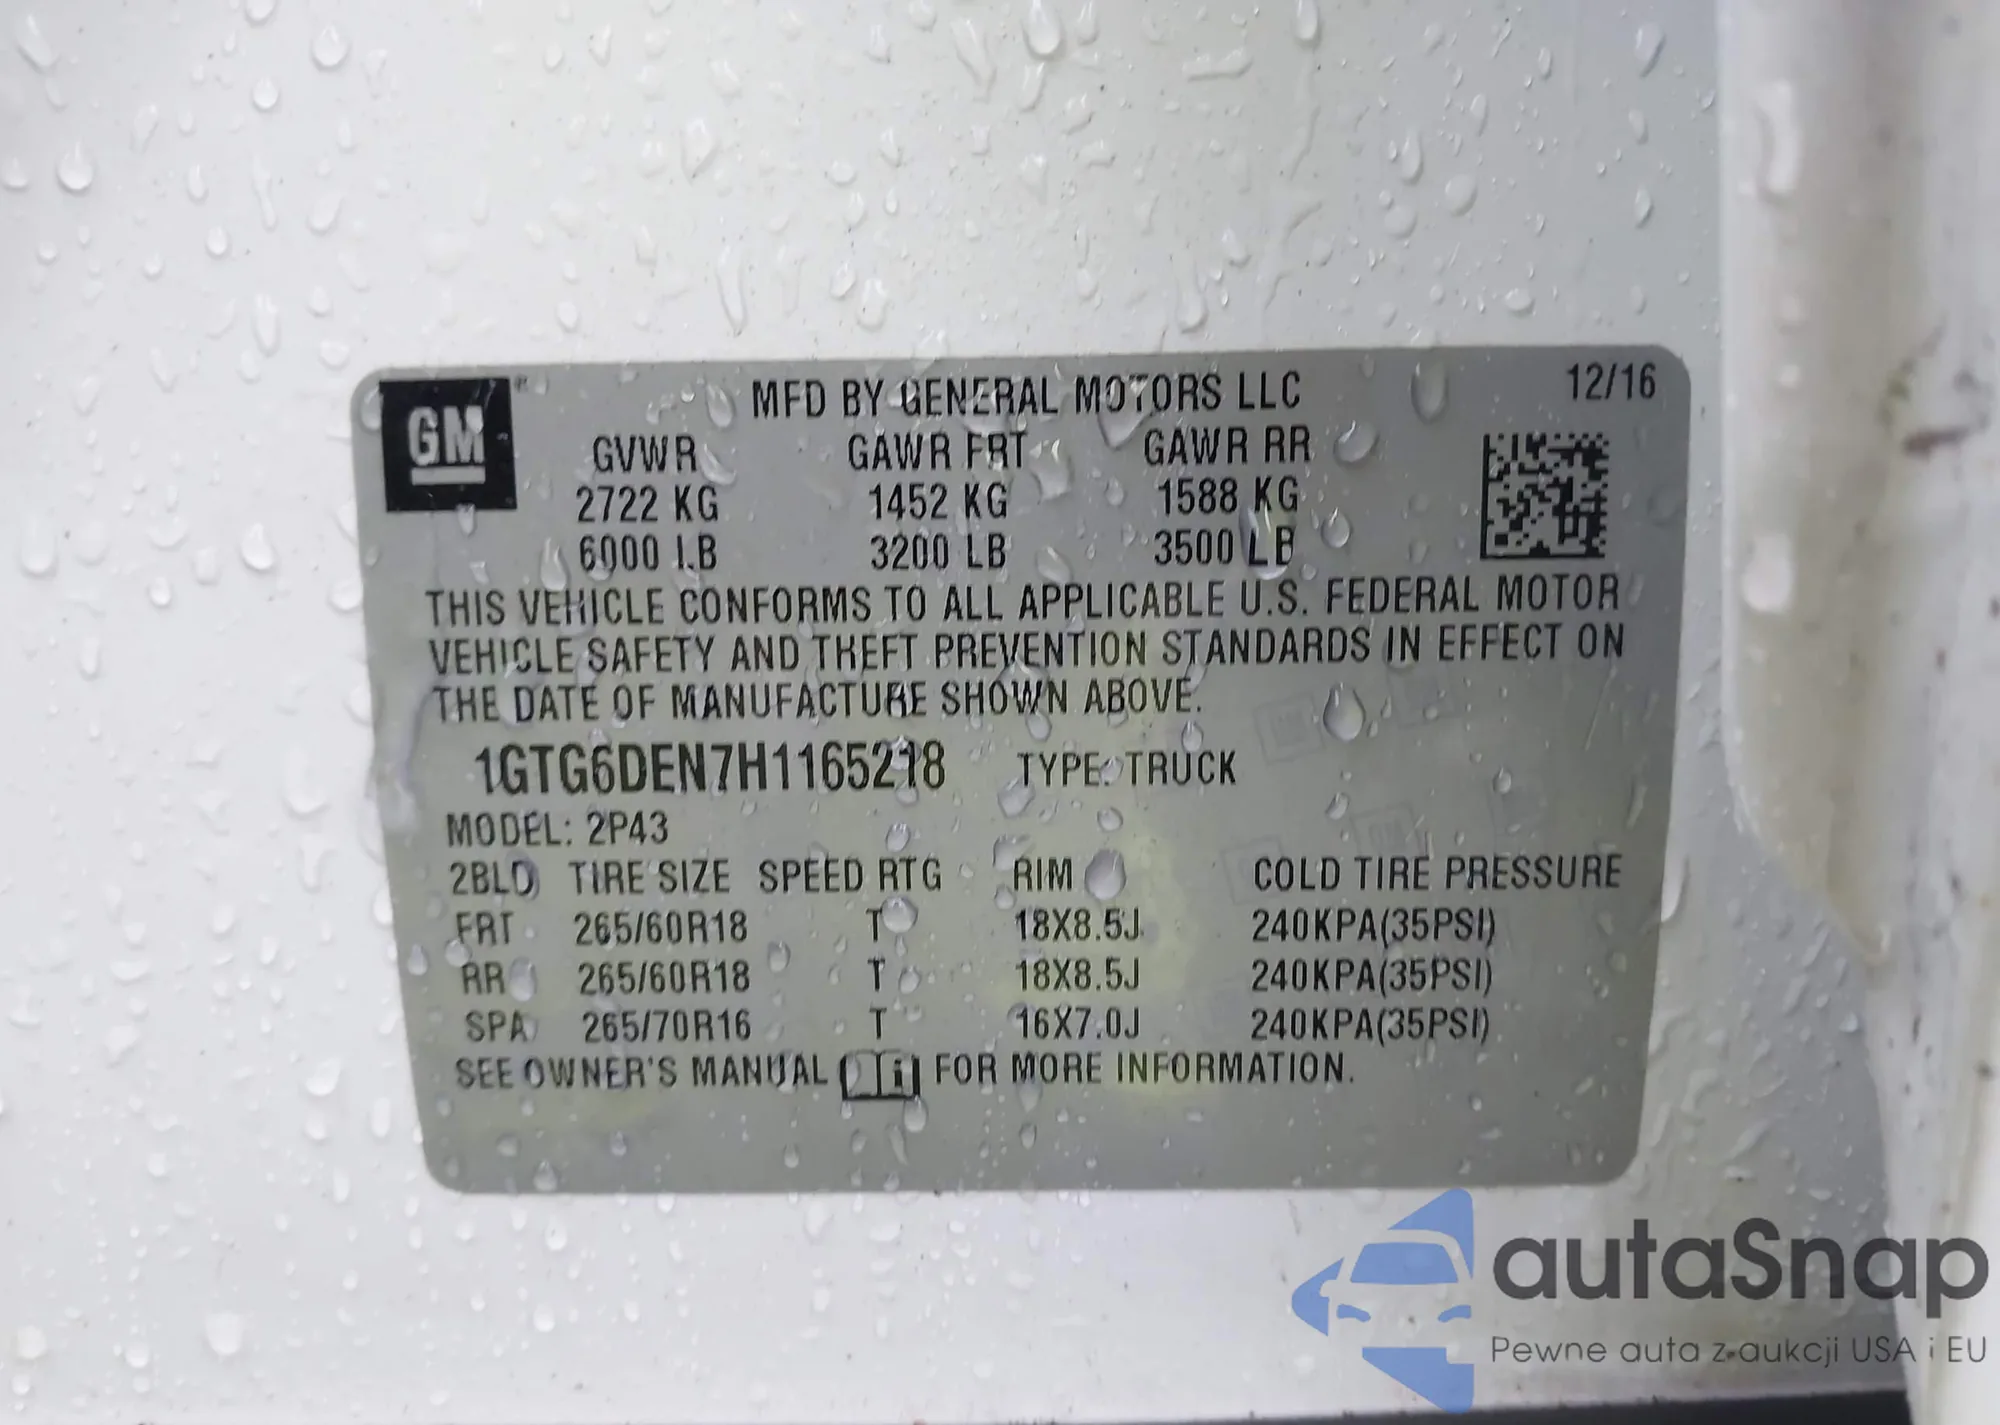 GM
MFD BY GENERAL MOTORS LLC 12/16
GVWR GAWR FRT GAWR RR
2722 KG 1452 KG 1588 KG
6000 LB 3200 LB 3500 LB
THIS VEHICLE CONFORMS TO ALL APPLICABLE U.S. FEDERAL MOTOR
VEHICLE SAFETY AND THEFT PREVENTION STANDARDS IN EFFECT ON
THE DATE OF MANUFACTURE SHOWN ABOVE.
1GTG6DEN7H1165218 TYPE: TRUCK
MODEL: 2P43
2BLD TIRE SIZE SPEED RTG RIM COLD TIRE PRESSURE
FRT 265/60R18 T 18X8.5J 240KPA(35PSI)
RR 265/60R18 T 18X8.5J 240KPA(35PSI)
SPA 265/70R16 T 16X7.0J 240KPA(35PSI)
SEE OWNER'S MANUAL FOR MORE INFORMATION.
autaSnap
Pewne auta z aukcji USA i EU